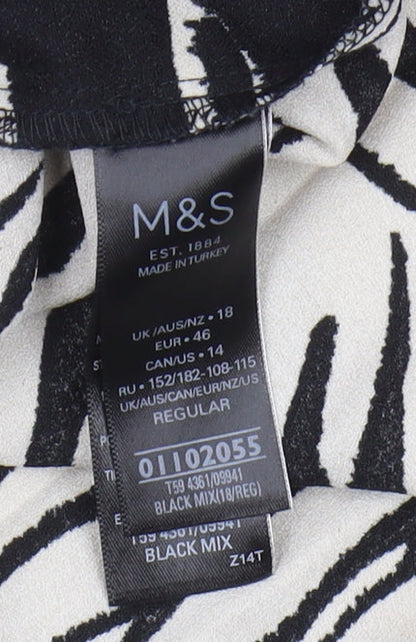 M&S
EST. 1884
MADE IN TURKEY
UK/AUS/NZ • 18
EUR • 46
CAN/US • 14
RU • 152/182-108-115
UK/AUS/CAN/EUR/NZ/US
REGULAR
01102055
T59 4361/09941
BLACK MIX(18/REG)
T59 4361/09941
BLACK MIX
Z14T